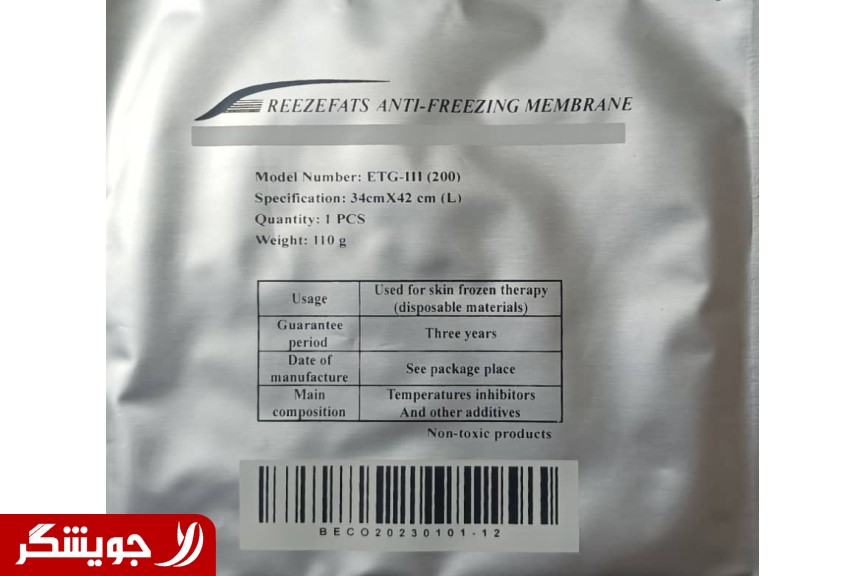 REEZEFATS ANTI-FREEZING MEMBRANE
Model Number: ETG-III (200)
Specification: 34cmX42 cm (L)
Quantity: 1 PCS
Weight: 110 g
Usage
Used for skin frozen therapy
(disposable materials)
Guarantee
period
Three years
Date of
manufacture
See package place
Main
composition
Temperatures inhibitors
And other additives
Non-toxic products
BECO20230101-12
جویشگر